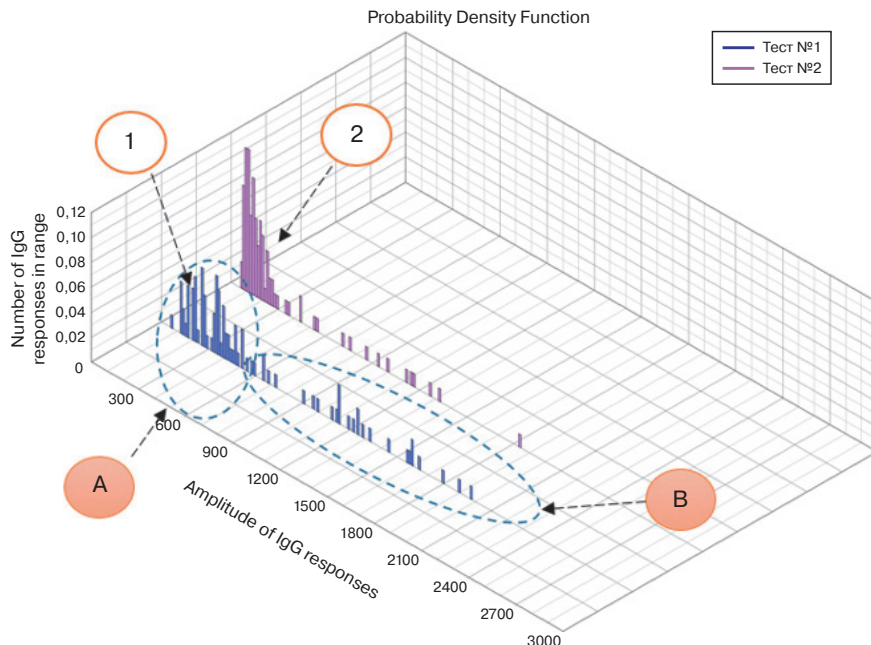 Probability Density Function
Тест №1
Тест №2
1
2
Number of IgG
responses in range
0,12
0,10
0,08
0,06
0,04
0,02
0
300
600
900
1200
1500
1800
2100
2400
2700
3000
Amplitude of IgG responses
A
B